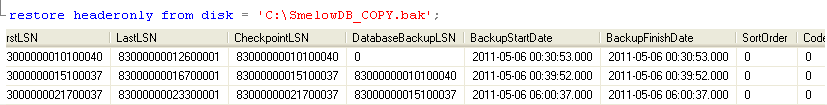 restore headeronly from disk = 'C:\SmelowDB_COPY.bak';
rstLSN LastLSN CheckpointLSN DatabaseBackupLSN BackupStartDate BackupFinishDate SortOrder Code
3000000010100040 83000000012600001 83000000010100040 0 2011-05-06 00:30:53.000 2011-05-06 00:30:53.000 0 0
3000000015100037 83000000016700001 83000000015100037 83000000010100040 2011-05-06 00:39:52.000 2011-05-06 00:39:52.000 0 0
3000000021700037 83000000023300001 83000000021700037 83000000015100037 2011-05-06 06:00:37.000 2011-05-06 06:00:37.000 0 0